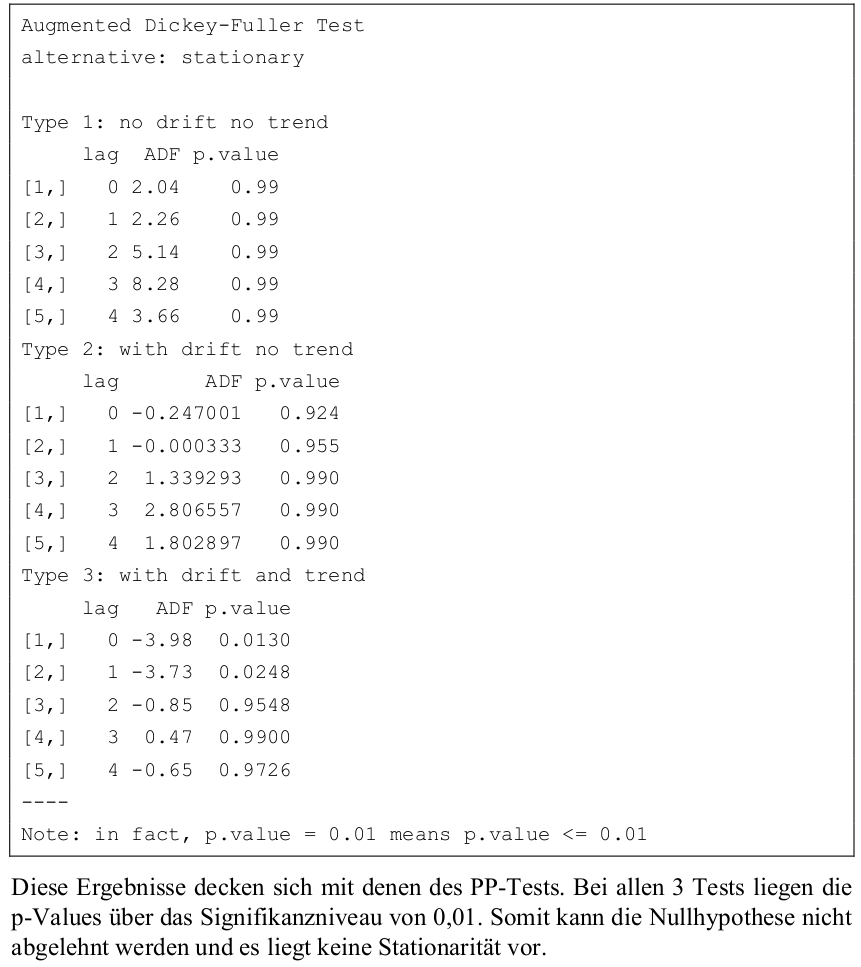 Augmented Dickey-Fuller Test
alternative: stationary

Type 1: no drift no trend
     lag  ADF p.value
[1,]   0 2.04    0.99
[2,]   1 2.26    0.99
[3,]   2 5.14    0.99
[4,]   3 8.28    0.99
[5,]   4 3.66    0.99
Type 2: with drift no trend
     lag       ADF p.value
[1,]   0 -0.247001   0.924
[2,]   1 -0.000333   0.955
[3,]   2  1.339293   0.990
[4,]   3  2.806557   0.990
[5,]   4  1.802897   0.990
Type 3: with drift and trend
     lag   ADF p.value
[1,]   0 -3.98  0.0130
[2,]   1 -3.73  0.0248
[3,]   2 -0.85  0.9548
[4,]   3  0.47  0.9900
[5,]   4 -0.65  0.9726
----
Note: in fact, p.value = 0.01 means p.value <= 0.01
Diese Ergebnisse decken sich mit denen des PP-Tests. Bei allen 3 Tests liegen die
p-Values über das Signifikanzniveau von 0,01. Somit kann die Nullhypothese nicht
abgelehnt werden und es liegt keine Stationarität vor.